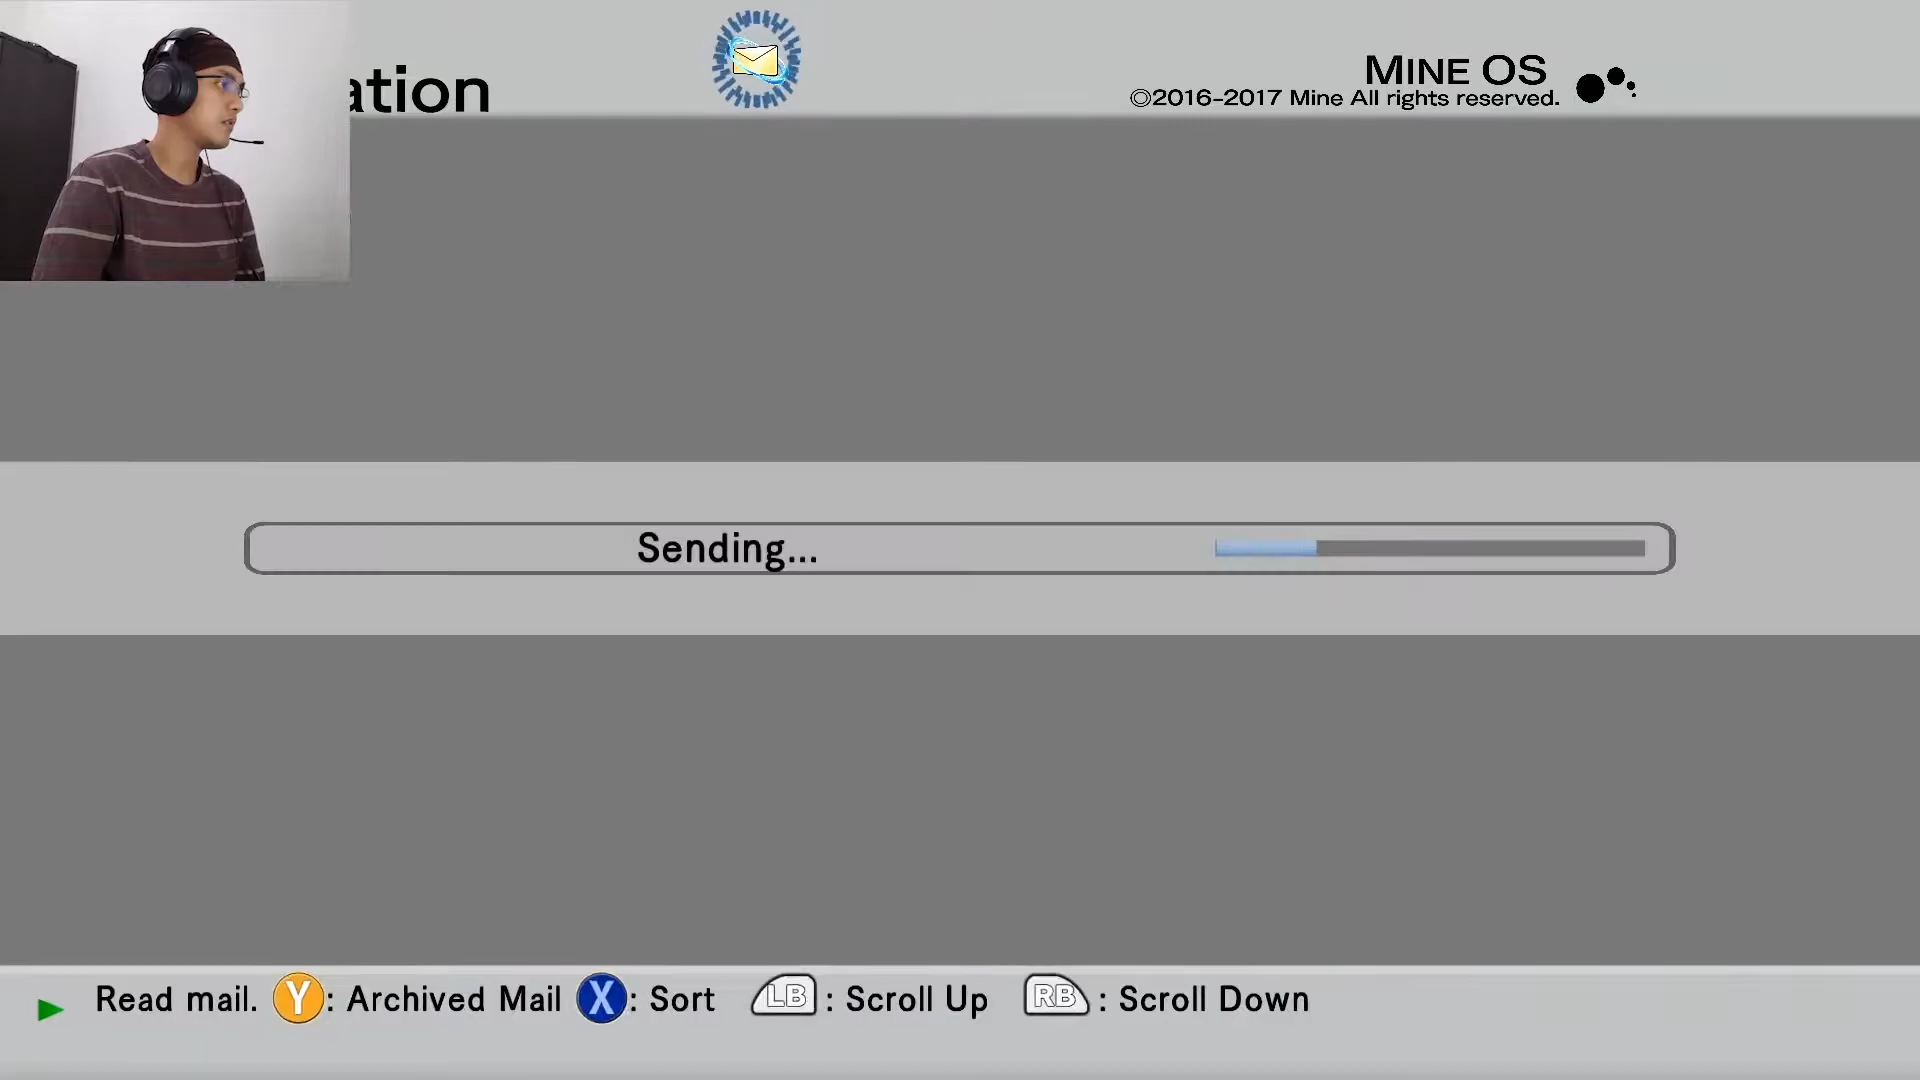 ation
MINE OS
©2016-2017 Mine All rights reserved.
Sending...
Read mail. Y: Archived Mail X: Sort LB: Scroll Up RB: Scroll Down